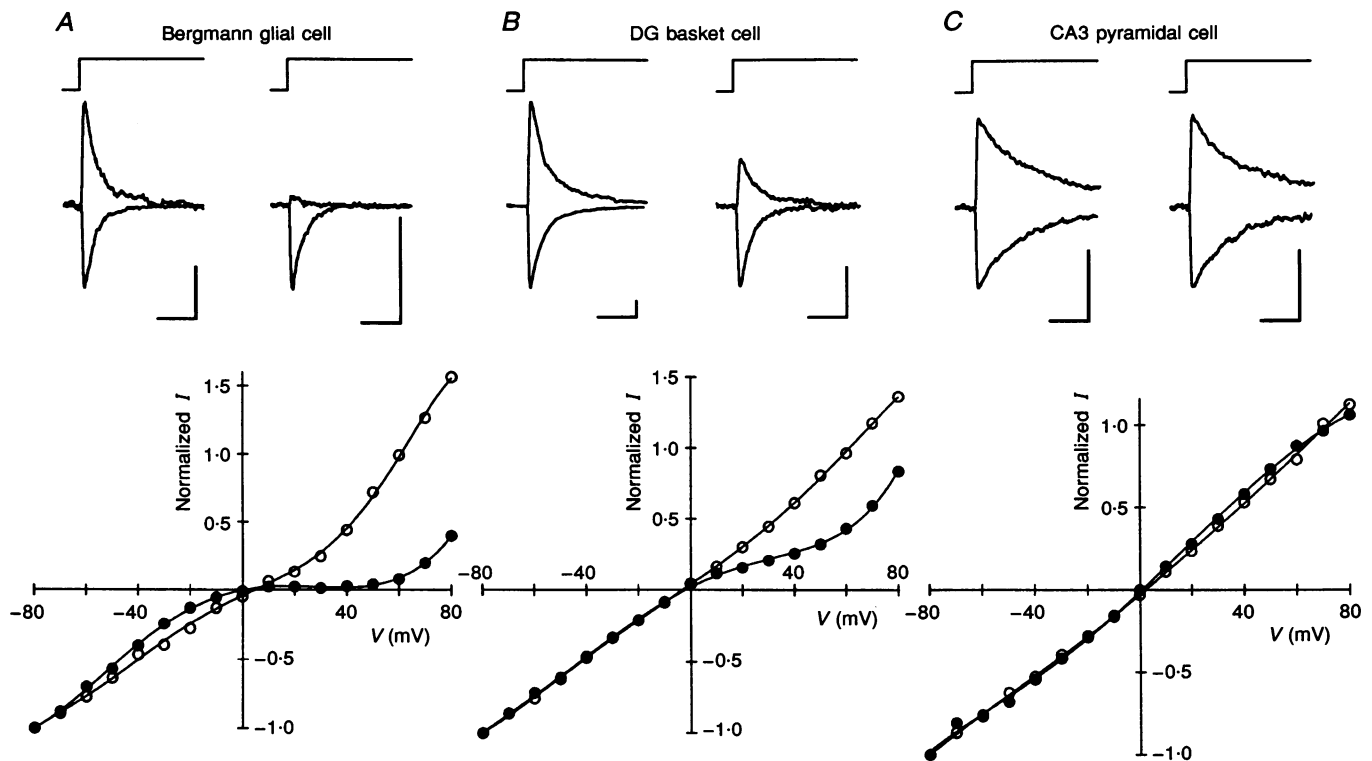 A Bergmann glial cell
B DG basket cell
C CA3 pyramidal cell
Normalized I
1·5
1·0
0·5
-80
-40
40
80
V (mV)
-0·5
-1·0
Normalized I
1·5
1·0
0·5
-80
-40
40
80
V (mV)
-0·5
-1·0
Normalized I
1·0
0·5
-80
-40
40
80
V (mV)
-0·5
-1·0